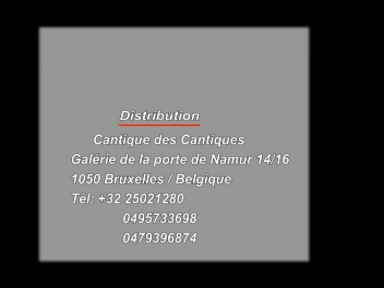 Distribution
Cantique des Cantiques
Galérie de la porte de Namur 14/16
1050 Bruxelles / Belgique
Tél: +32 25021280
0495733698
0479396874